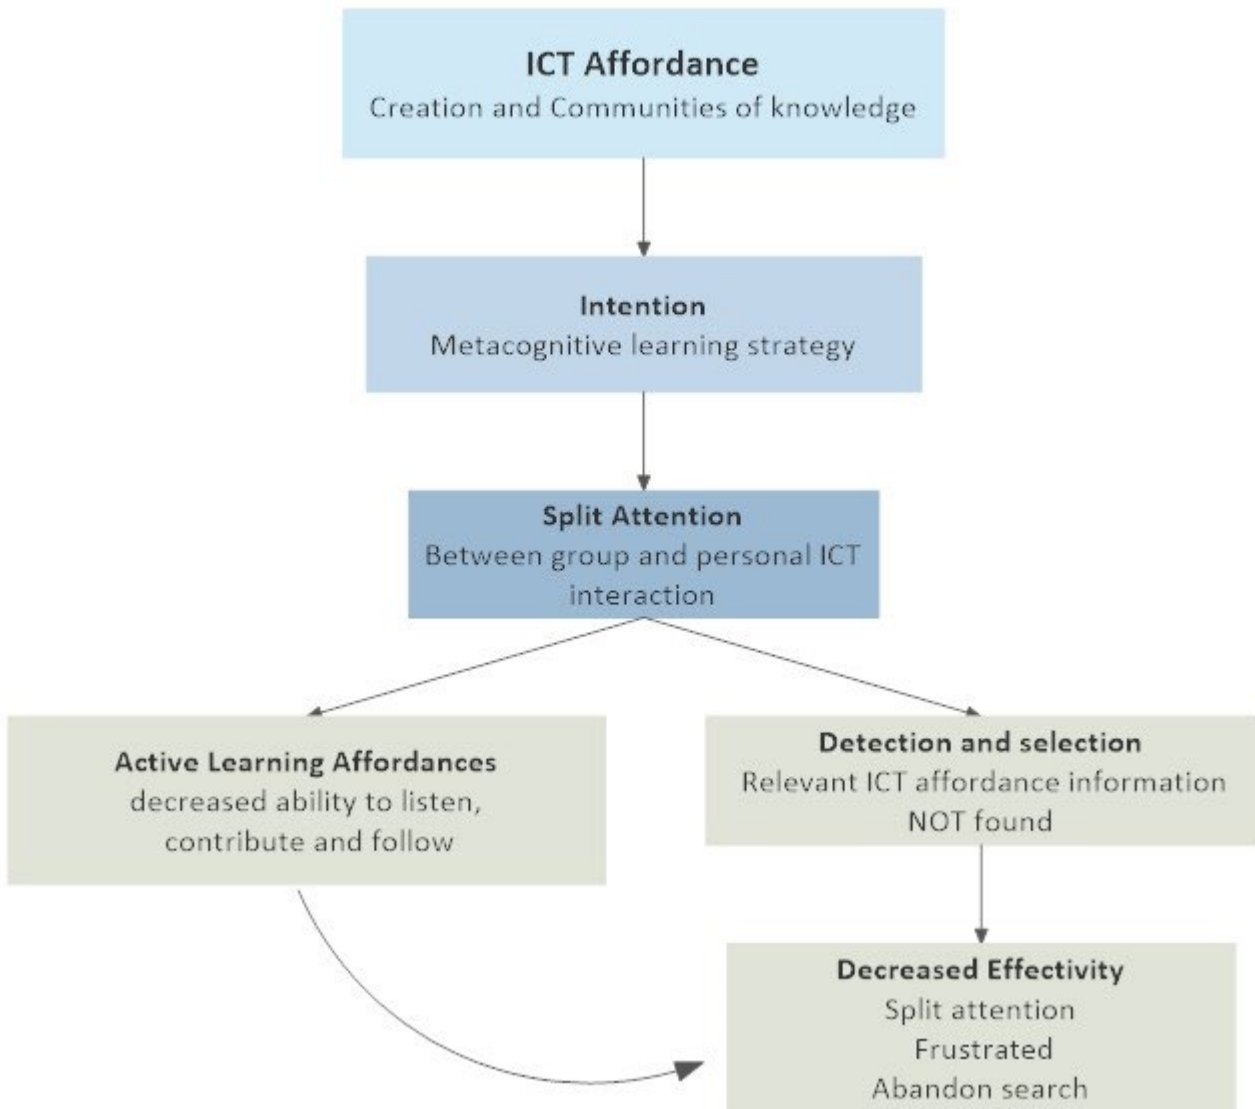 ICT Affordance
Creation and Communities of knowledge
Intention
Metacognitive learning strategy
Split Attention
Between group and personal ICT
interaction
Active Learning Affordances
decreased ability to listen,
contribute and follow
Detection and selection
Relevant ICT affordance information
NOT found
Decreased Effectivity
Split attention
Frustrated
Abandon search